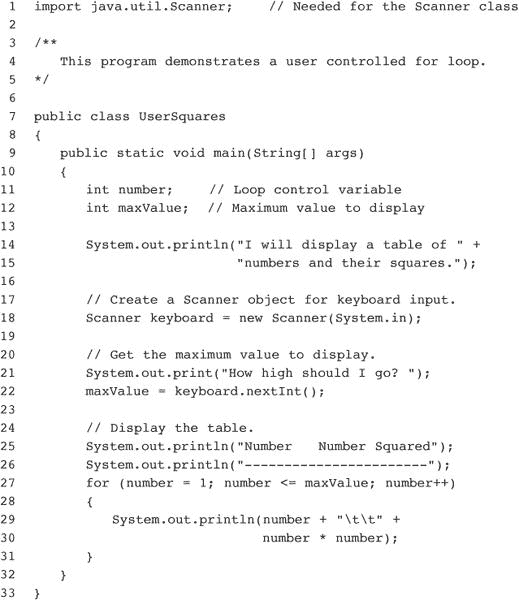 1 import java.util.Scanner; // Needed for the Scanner class
2
3 /**
4 This program demonstrates a user controlled for loop.
5 */
6
7 public class UserSquares
8 {
9 public static void main(String[] args)
10 {
11 int number; // Loop control variable
12 int maxValue; // Maximum value to display
13
14 System.out.println("I will display a table of " +
15 "numbers and their squares.");
16
17 // Create a Scanner object for keyboard input.
18 Scanner keyboard = new Scanner(System.in);
19
20 // Get the maximum value to display.
21 System.out.print("How high should I go? ");
22 maxValue = keyboard.nextInt();
23
24 // Display the table.
25 System.out.println("Number Number Squared");
26 System.out.println("-----------------------");
27 for (number = 1; number <= maxValue; number++)
28 {
29 System.out.println(number + "\t\t" +
30 number * number);
31 }
32 }
33 }